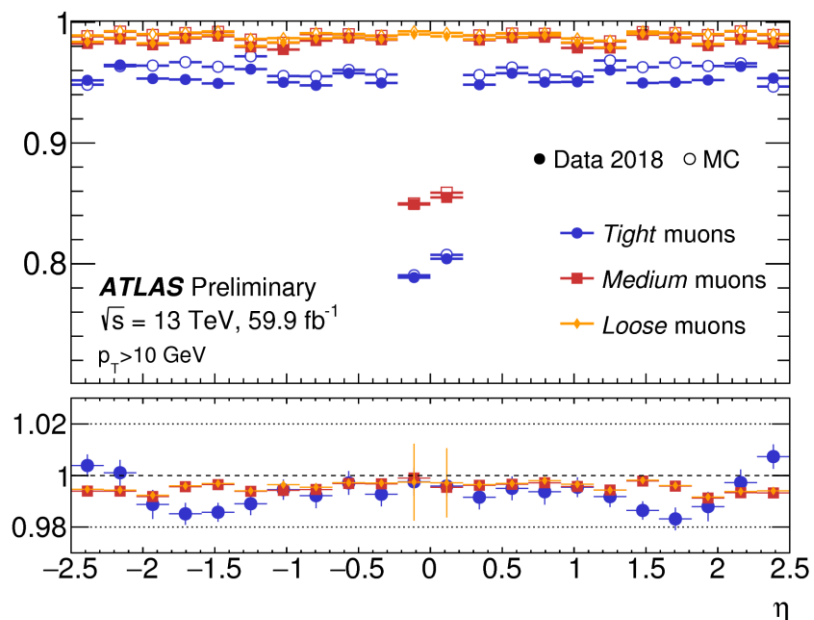 1
0.9
Data 2018 MC
Tight muons
0.8
ATLAS Preliminary
Medium muons
√s = 13 TeV, 59.9 fb⁻¹
Loose muons
p_T>10 GeV
1.02
1
0.98
−2.5 −2 −1.5 −1 −0.5 0 0.5 1 1.5 2 2.5
η